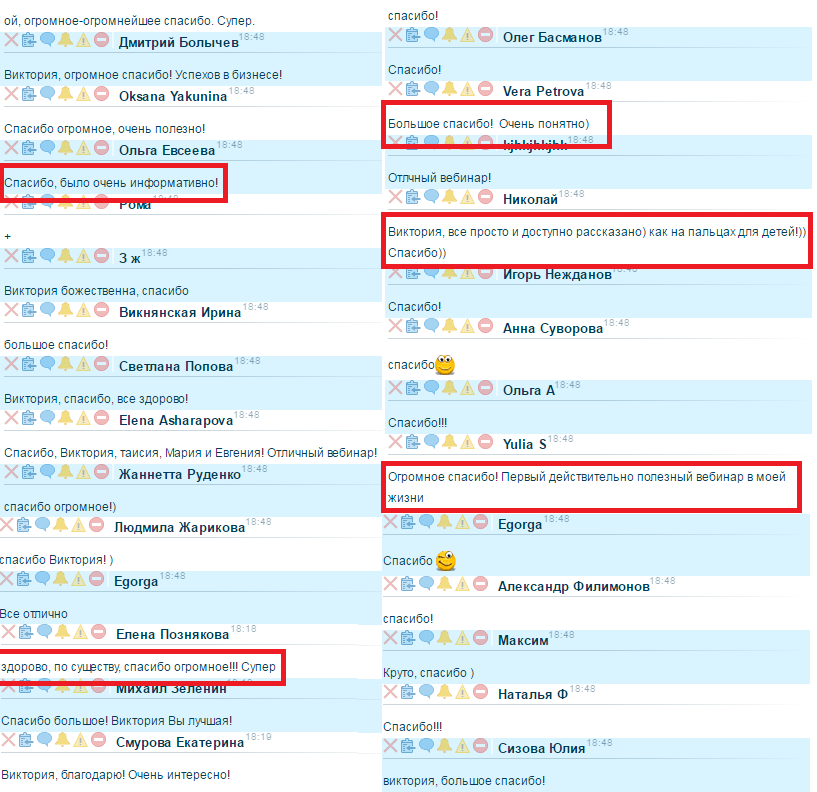 ой, огромное-огромнейшее спасибо. Супер.
Дмитрий Болычев 18:48
Виктория, огромное спасибо! Успехов в бизнесе!
Oksana Yakunina 18:48
Спасибо огромное, очень полезно!
Ольга Евсеева 18:48
Спасибо, было очень информативно!
Рома 18:48
+
З ж 18:48
Виктория божественна, спасибо
Викнянская Ирина 18:48
большое спасибо!
Светлана Попова 18:48
Виктория, спасибо, все здорово!
Elena Asharapova 18:48
Спасибо, Виктория, таисия, Мария и Евгения! Отличный вебинар!
Жаннетта Руденко 18:48
спасибо огромное!)
Людмила Жарикова 18:48
спасибо Виктория! )
Egorga 18:48
Все отлично
Елена Познякова 18:18
здорово, по существу, спасибо огромное!!! Супер
Михаил Зеленин
Спасибо большое! Виктория Вы лучшая!
Смурова Екатерина 18:19
Виктория, благодарю! Очень интересно!
спасибо!
Олег Басманов 18:48
Спасибо!
Vera Petrova 18:48
Большое спасибо! Очень понятно)
kjhkjhkjhk 18:48
Отлчный вебинар!
Николай 18:48
Виктория, все просто и доступно рассказано) как на пальцах для детей!))
Спасибо))
Игорь Нежданов 18:48
Спасибо!
Анна Суворова 18:48
спасибо
Ольга А 18:48
Спасибо!!!
Yulia S 18:48
Огромное спасибо! Первый действительно полезный вебинар в моей
жизни
Egorga 18:48
Спасибо
Александр Филимонов 18:48
спасибо!
Максим 18:48
Круто, спасибо )
Наталья Ф 18:48
Спасибо!!!
Сизова Юлия 18:48
виктория, большое спасибо!